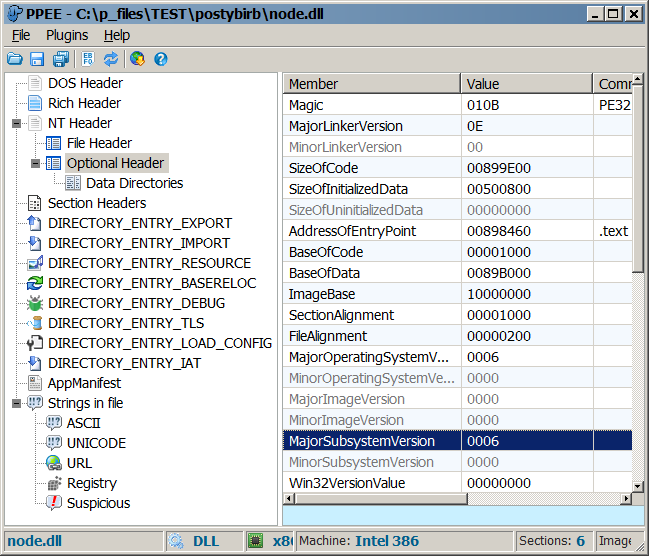 PPEE - C:\p_files\TEST\postybirb\node.dll
File Plugins Help
DOS Header
Rich Header
NT Header
File Header
Optional Header
Data Directories
Section Headers
DIRECTORY_ENTRY_EXPORT
DIRECTORY_ENTRY_IMPORT
DIRECTORY_ENTRY_RESOURCE
DIRECTORY_ENTRY_BASERELOC
DIRECTORY_ENTRY_DEBUG
DIRECTORY_ENTRY_TLS
DIRECTORY_ENTRY_LOAD_CONFIG
DIRECTORY_ENTRY_IAT
AppManifest
Strings in file
ASCII
UNICODE
URL
Registry
Suspicious
Member Value Comm
Magic 010B PE32
MajorLinkerVersion 0E
MinorLinkerVersion 00
SizeOfCode 00899E00
SizeOfInitializedData 00500800
SizeOfUninitializedData 00000000
AddressOfEntryPoint 00898460 .text
BaseOfCode 00001000
BaseOfData 0089B000
ImageBase 10000000
SectionAlignment 00001000
FileAlignment 00000200
MajorOperatingSystemV... 0006
MinorOperatingSystemVe... 0000
MajorImageVersion 0000
MinorImageVersion 0000
MajorSubsystemVersion 0006
MinorSubsystemVersion 0000
Win32VersionValue 00000000
node.dll DLL x86 Machine: Intel 386 Sections: 6 Image